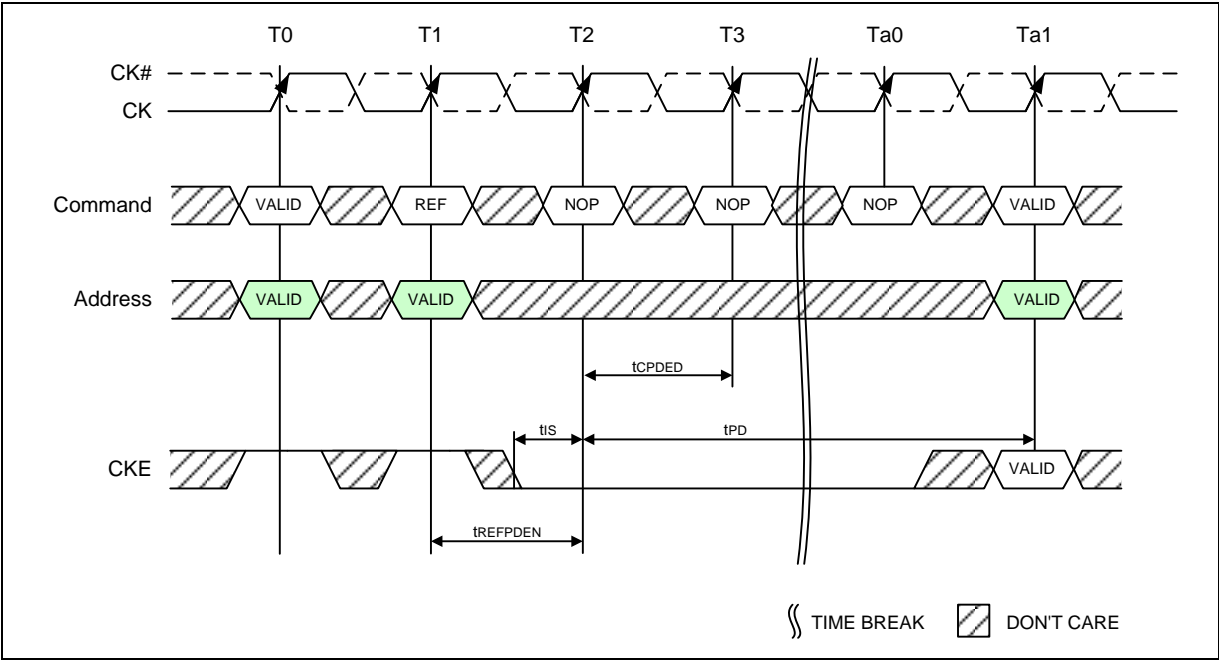 T0 T1 T2 T3 Ta0 Ta1
CK#
CK
Command VALID REF NOP NOP NOP VALID
Address VALID VALID VALID
tCPDED
tIS tPD
CKE VALID
tREFPDEN
TIME BREAK DON'T CARE